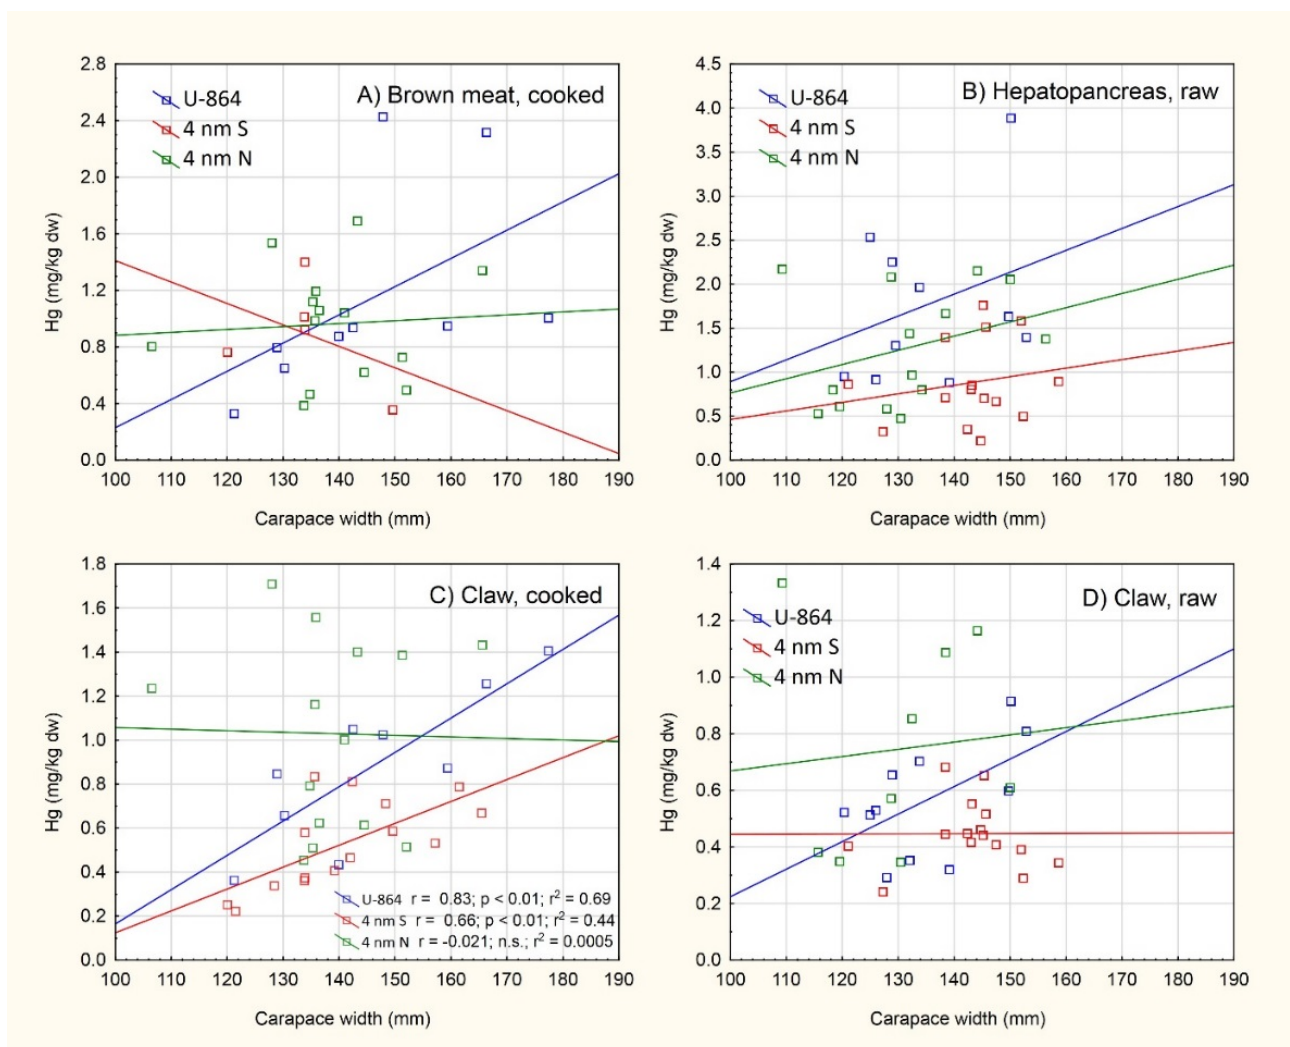 A) Brown meat, cooked
U-864
4 nm S
4 nm N
2.8
2.4
2.0
1.6
1.2
0.8
0.4
0.0
Hg (mg/kg dw)
100 110 120 130 140 150 160 170 180 190
Carapace width (mm)
B) Hepatopancreas, raw
U-864
4 nm S
4 nm N
4.5
4.0
3.5
3.0
2.5
2.0
1.5
1.0
0.5
0.0
Hg (mg/kg dw)
100 110 120 130 140 150 160 170 180 190
Carapace width (mm)
C) Claw, cooked
1.8
1.6
1.4
1.2
1.0
0.8
0.6
0.4
0.2
0.0
Hg (mg/kg dw)
U-864 r = 0.83; p < 0.01; r² = 0.69
4 nm S r = 0.66; p < 0.01; r² = 0.44
4 nm N r = -0.021; n.s.; r² = 0.0005
100 110 120 130 140 150 160 170 180 190
Carapace width (mm)
D) Claw, raw
U-864
4 nm S
4 nm N
1.4
1.2
1.0
0.8
0.6
0.4
0.2
0.0
Hg (mg/kg dw)
100 110 120 130 140 150 160 170 180 190
Carapace width (mm)